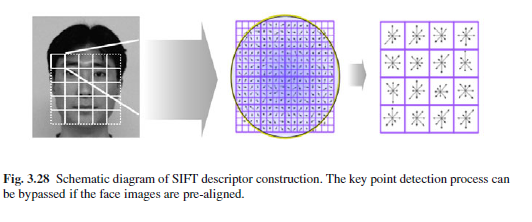 Fig. 3.28 Schematic diagram of SIFT descriptor construction. The key point detection process can
be bypassed if the face images are pre-aligned.